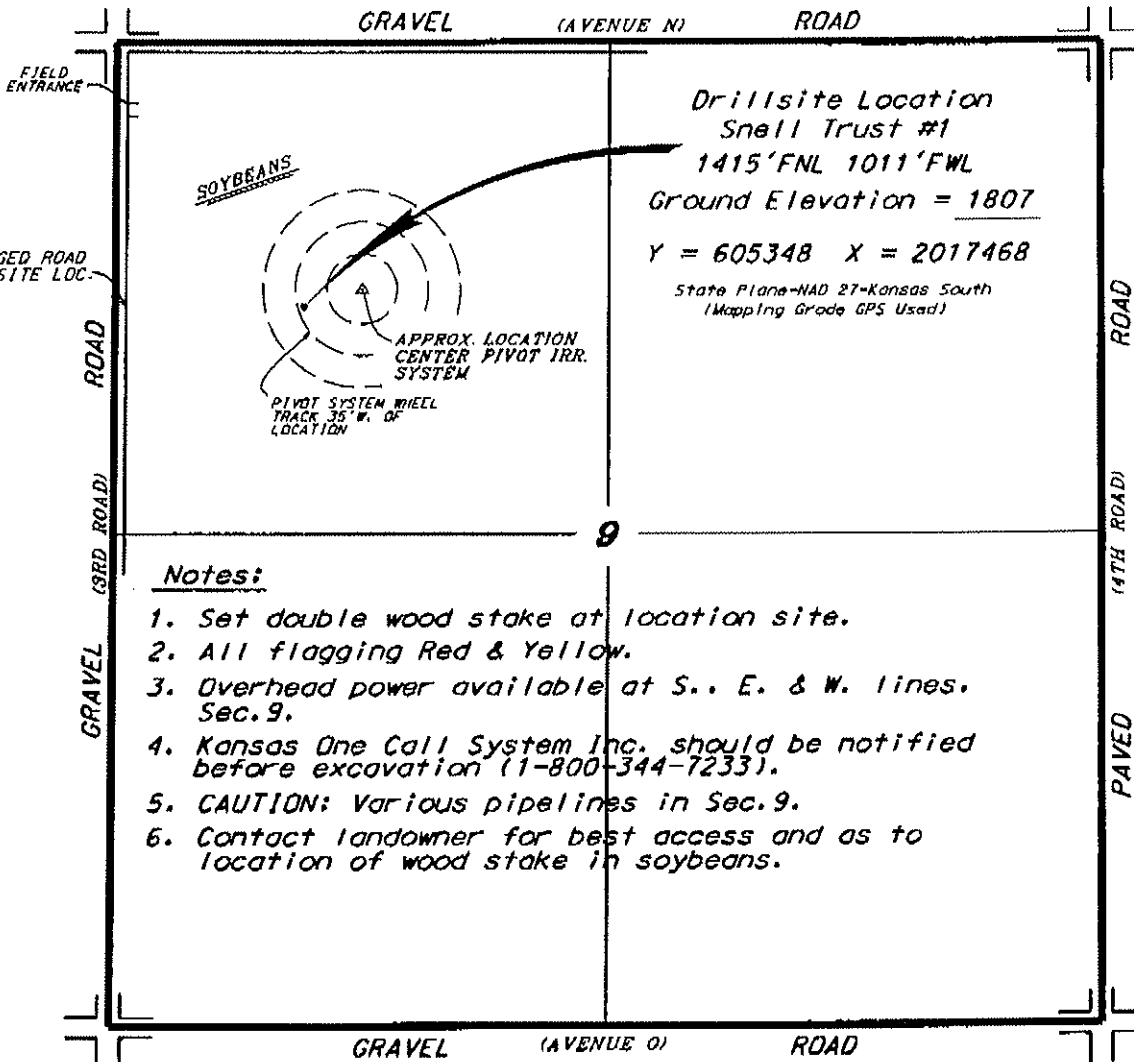 GRAVEL (AVENUE N) ROAD
FIELD
ENTRANCE
SOYBEANS
Drillsite Location
Snell Trust #1
1415'FNL 1011'FWL
Ground Elevation = 1807
Y = 605348 X = 2017468
State Plane-NAD 27-Kansas South
(Mapping Grade GPS Used)
GED ROAD
SITE LOC.
APPROX. LOCATION
CENTER PIVOT IRR.
SYSTEM
PIVOT SYSTEM WHEEL
TRACK 35'W. OF
LOCATION
GRAVEL (3RD ROAD) ROAD
PAVED (4TH ROAD) ROAD
9
Notes:
1. Set double wood stake at location site.
2. All flagging Red & Yellow.
3. Overhead power available at S.. E. & W. lines.
Sec.9.
4. Kansas One Call System Inc. should be notified
before excavation (1-800-344-7233).
5. CAUTION: Various pipelines in Sec.9.
6. Contact landowner for best access and as to
location of wood stake in soybeans.
GRAVEL (AVENUE O) ROAD